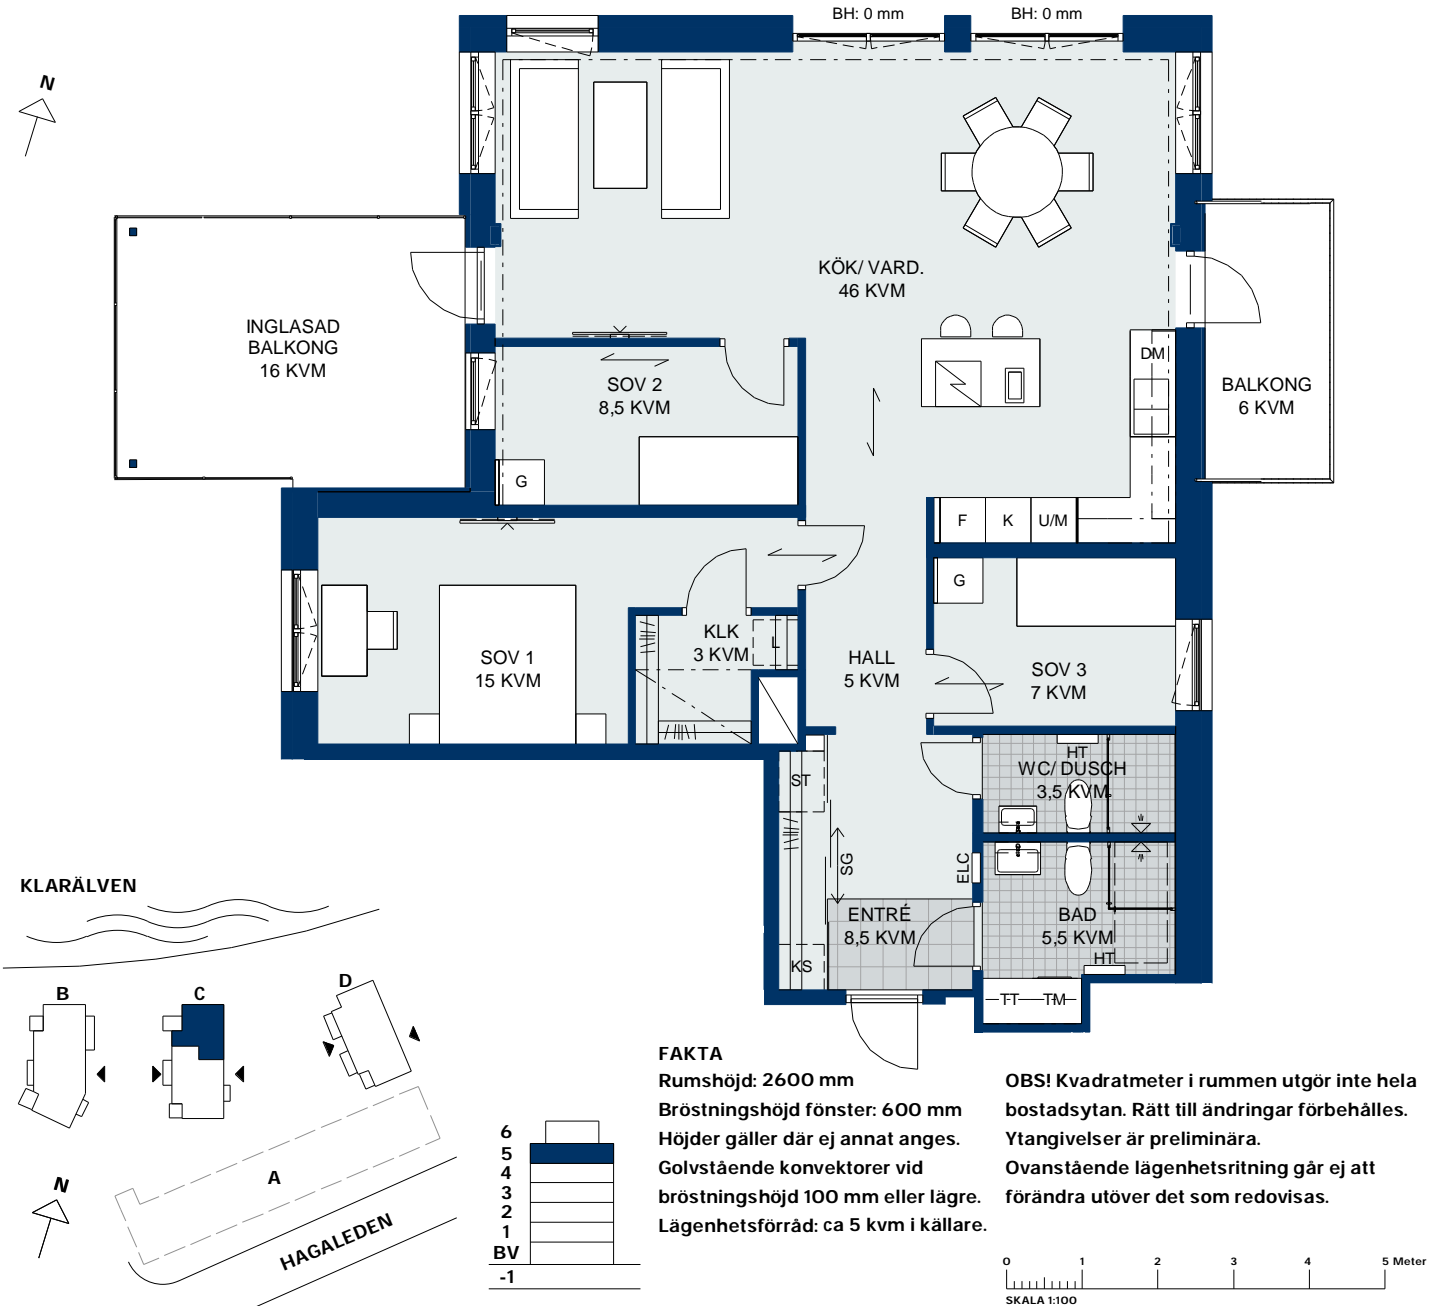 BH: 0 mm
BH: 0 mm
N
KÖK/ VARD.
46 KVM
INGLASAD
BALKONG
16 KVM
SOV 2
8,5 KVM
DM
BALKONG
6 KVM
G
F
K
U/M
G
KLK
3 KVM
L
SOV 1
15 KVM
HALL
5 KVM
SOV 3
7 KVM
HT
WC/ DUSCH
3,5 KVM
ST
SG
ELC
ENTRÉ
8,5 KVM
BAD
5,5 KVM
KS
HT
TT
TM
KLARÄLVEN
B
C
D
A
N
HAGALEDEN
6
5
4
3
2
1
BV
-1
FAKTA
Rumshöjd: 2600 mm
Bröstningshöjd fönster: 600 mm
Höjder gäller där ej annat anges.
Golvstående konvektorer vid
bröstningshöjd 100 mm eller lägre.
Lägenhetsförråd: ca 5 kvm i källare.
OBS! Kvadratmeter i rummen utgör inte hela
bostadsytan. Rätt till ändringar förbehålles.
Ytangivelser är preliminära.
Ovanstående lägenhetsritning går ej att
förändra utöver det som redovisas.
0 1 2 3 4 5 Meter
SKALA 1:100